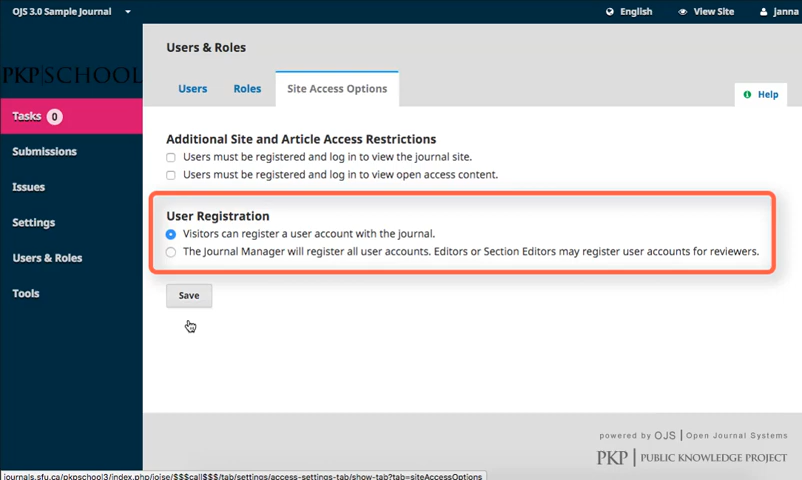 OJS 3.0 Sample Journal
English
View Site
janna
Users & Roles
PKP|SCHOOL
Users
Roles
Site Access Options
Help
Tasks 0
Additional Site and Article Access Restrictions
Submissions
Users must be registered and log in to view the journal site.
Users must be registered and log in to view open access content.
Issues
User Registration
Settings
Visitors can register a user account with the journal.
The Journal Manager will register all user accounts. Editors or Section Editors may register user accounts for reviewers.
Users & Roles
Tools
Save
powered by OJS | Open Journal Systems
PKP | PUBLIC KNOWLEDGE PROJECT
journals.sfu.ca/pkpschool3/index.php/jojse/$$$call$$$/tab/settings/access-settings-tab/show-tab?tab=siteAccessOptions